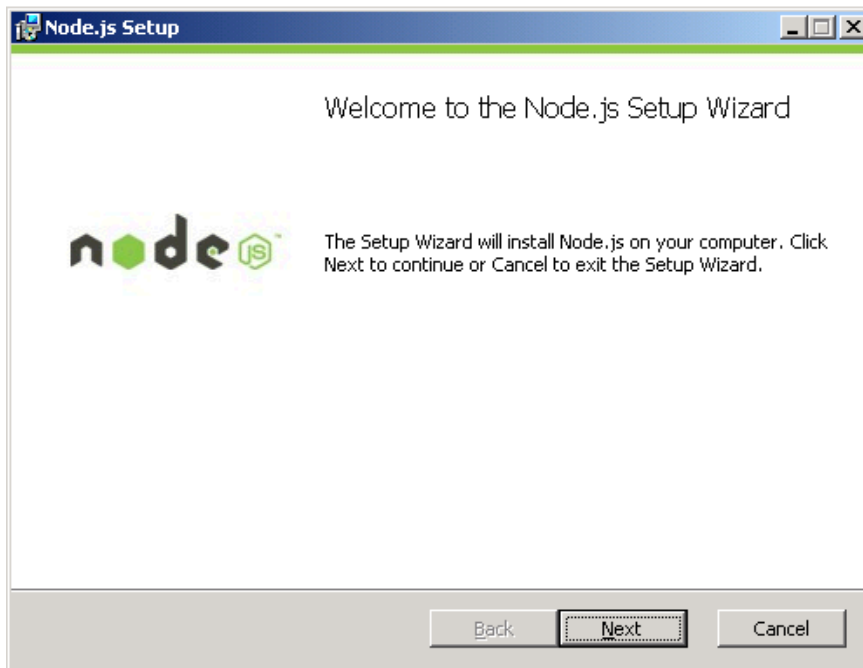 Node.js Setup
Welcome to the Node.js Setup Wizard
node JS™
The Setup Wizard will install Node.js on your computer. Click
Next to continue or Cancel to exit the Setup Wizard.
Back
Next
Cancel